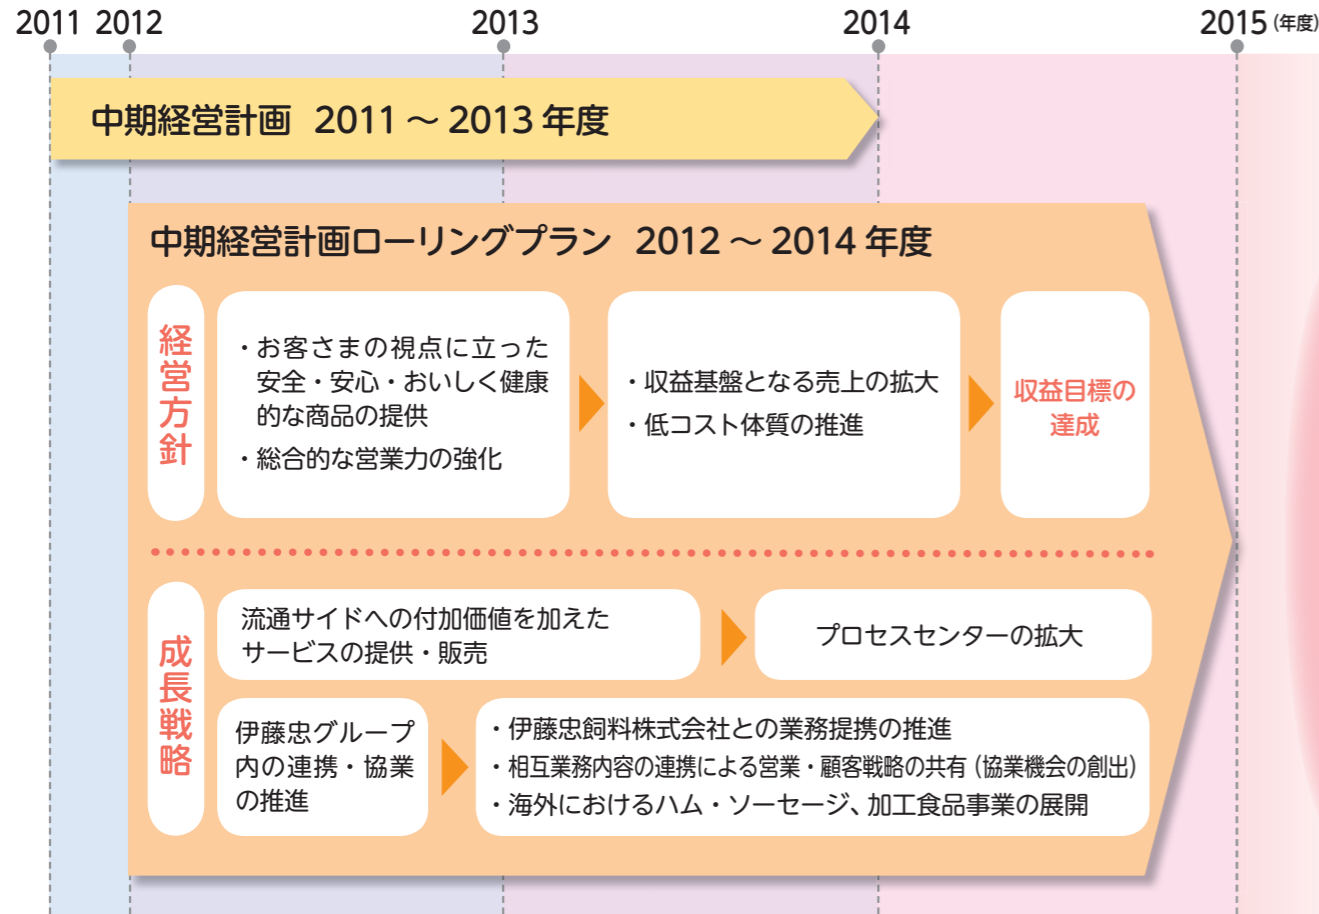 2011 2012 2013 2014 2015 (年度)
中期経営計画 2011 ～ 2013 年度
中期経営計画ローリングプラン 2012 ～ 2014 年度
経営方針
・お客さまの視点に立った
安全・安心・おいしく健康
的な商品の提供
・総合的な営業力の強化
・収益基盤となる売上の拡大
・低コスト体質の推進
収益目標の
達成
成長戦略
流通サイドへの付加価値を加えた
サービスの提供・販売
プロセスセンターの拡大
伊藤忠グループ
内の連携・協業
の推進
・伊藤忠飼料株式会社との業務提携の推進
・相互業務内容の連携による営業・顧客戦略の共有（協業機会の創出）
・海外におけるハム・ソーセージ、加工食品事業の展開